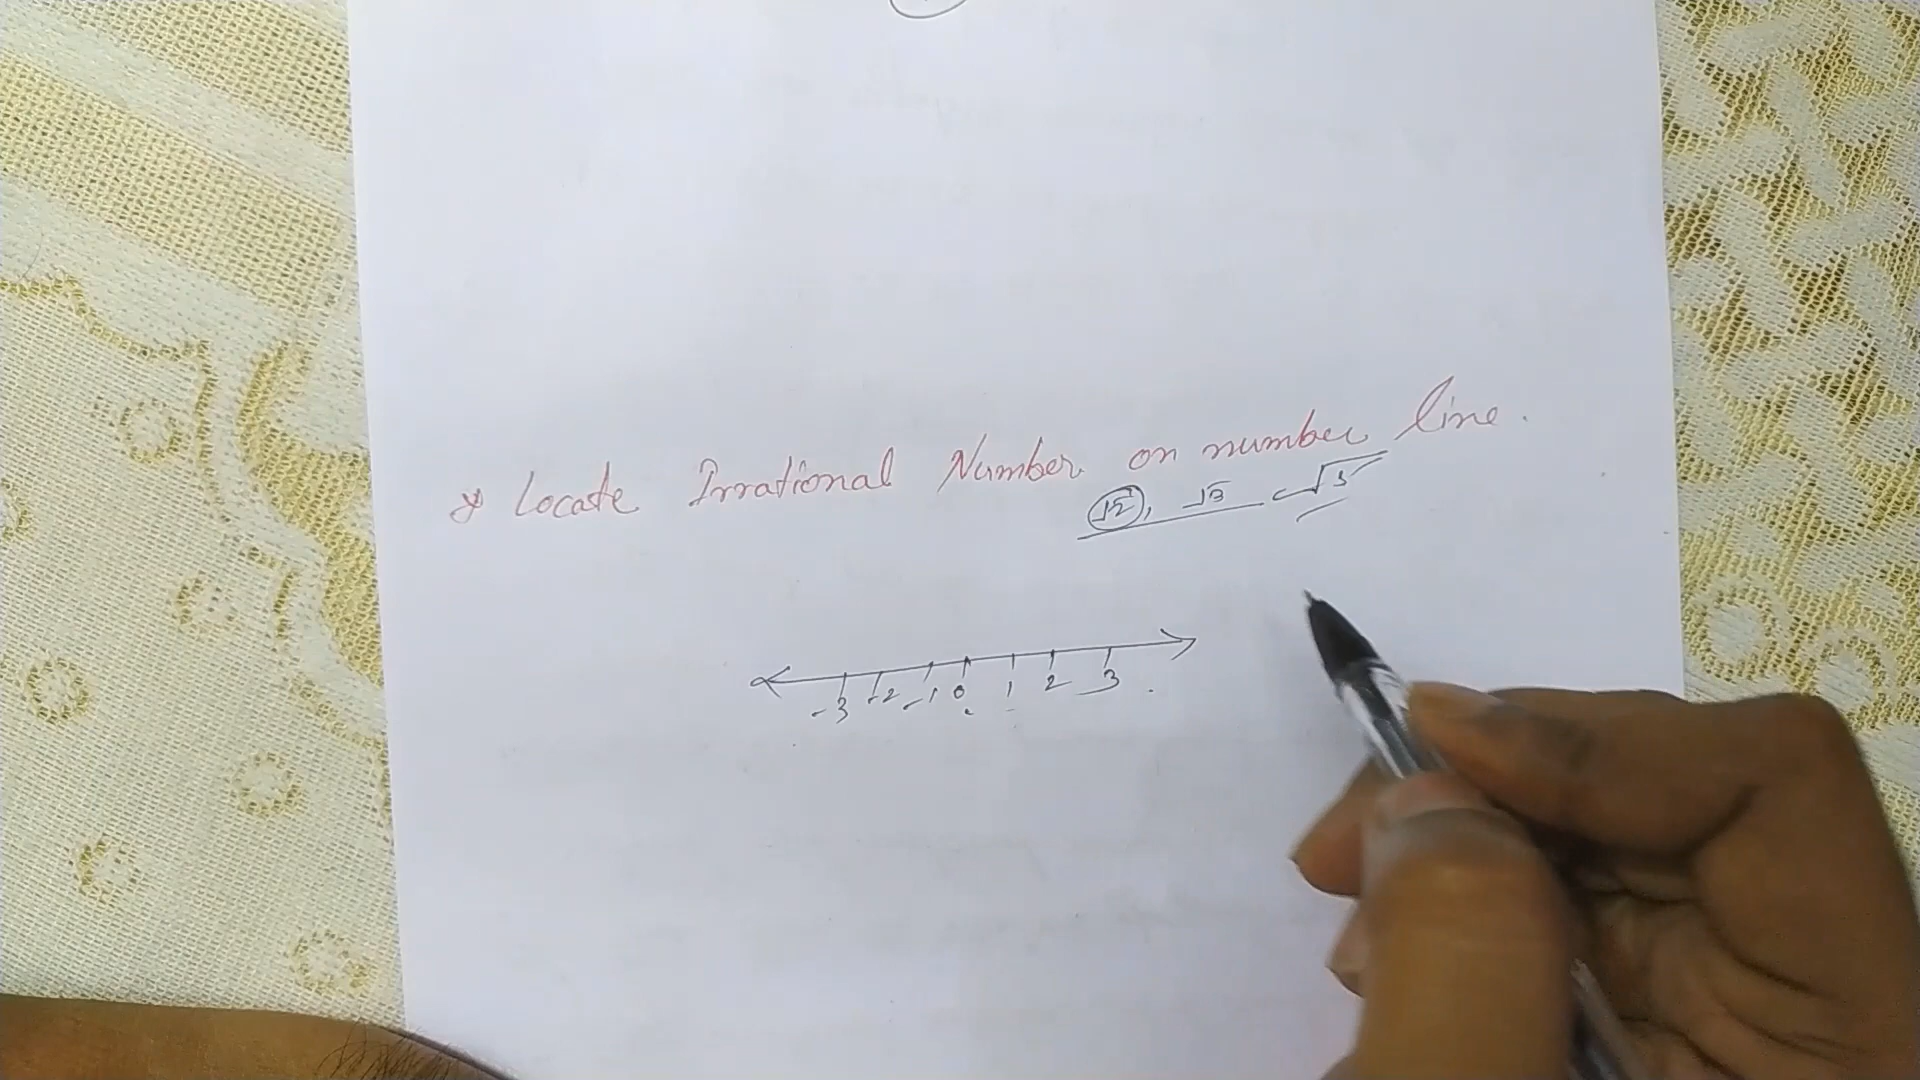 * Locate Irrational Number on number line.
√2, √3 √5
-3 -2 -1 0 1 2 3